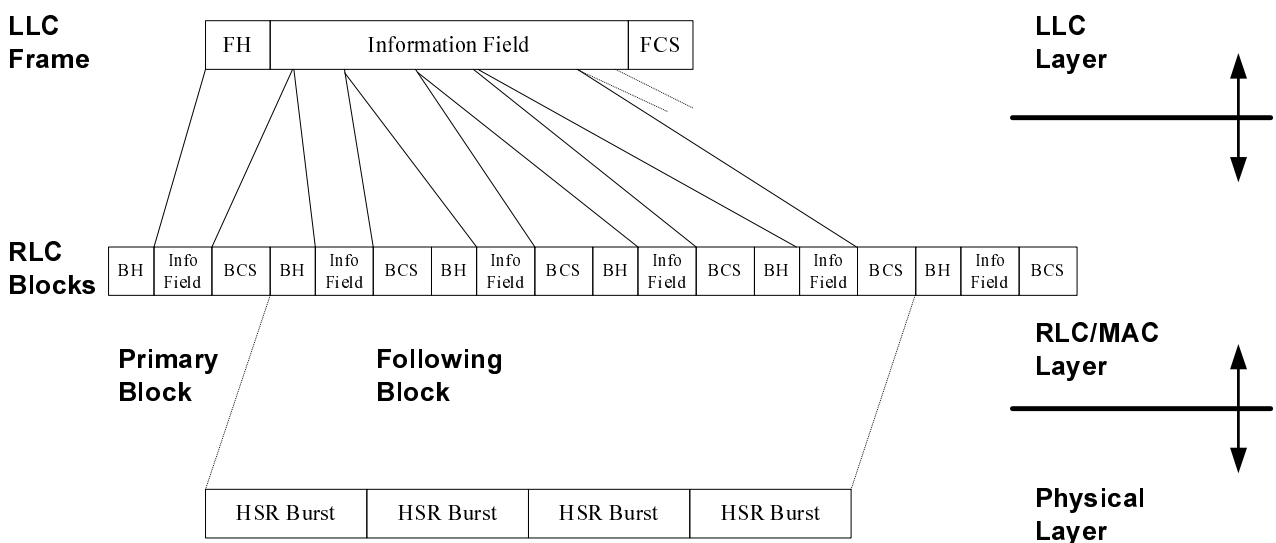 LLC
Frame
FH Information Field FCS
LLC
Layer
RLC
Blocks
BH Info
Field BCS BH Info
Field BCS BH Info
Field BCS BH Info
Field BCS BH Info
Field BCS BH Info
Field BCS
Primary
Block
Following
Block
RLC/MAC
Layer
HSR Burst HSR Burst HSR Burst HSR Burst
Physical
Layer